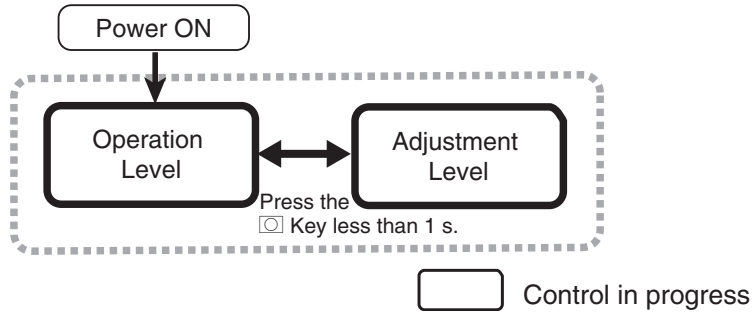 Power ON
Operation
Level
Adjustment
Level
Press the
Key less than 1 s.
Control in progress